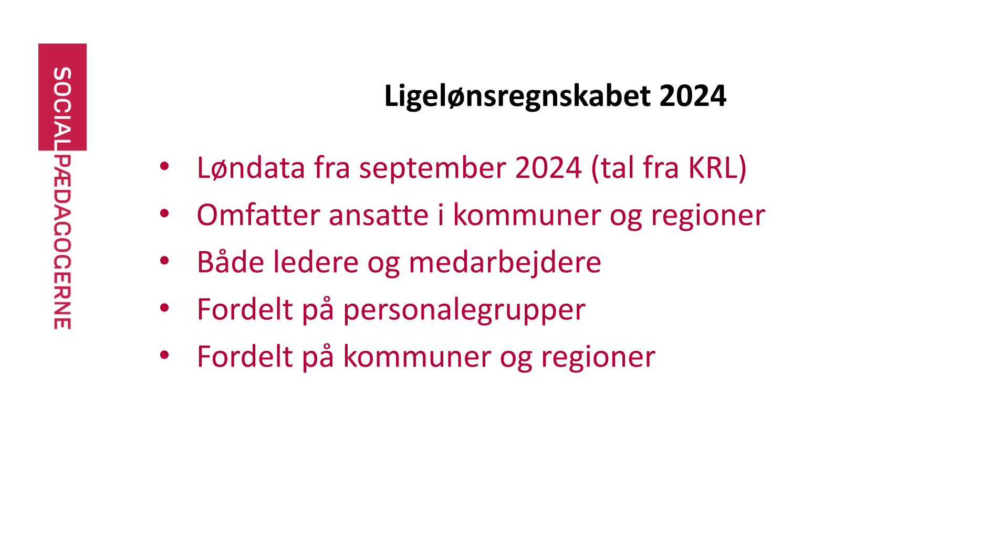 SOCIALPÆDAGOGERNE
Ligelønsregnskabet 2024
• Løndata fra september 2024 (tal fra KRL)
• Omfatter ansatte i kommuner og regioner
• Både ledere og medarbejdere
• Fordelt på personalegrupper
• Fordelt på kommuner og regioner